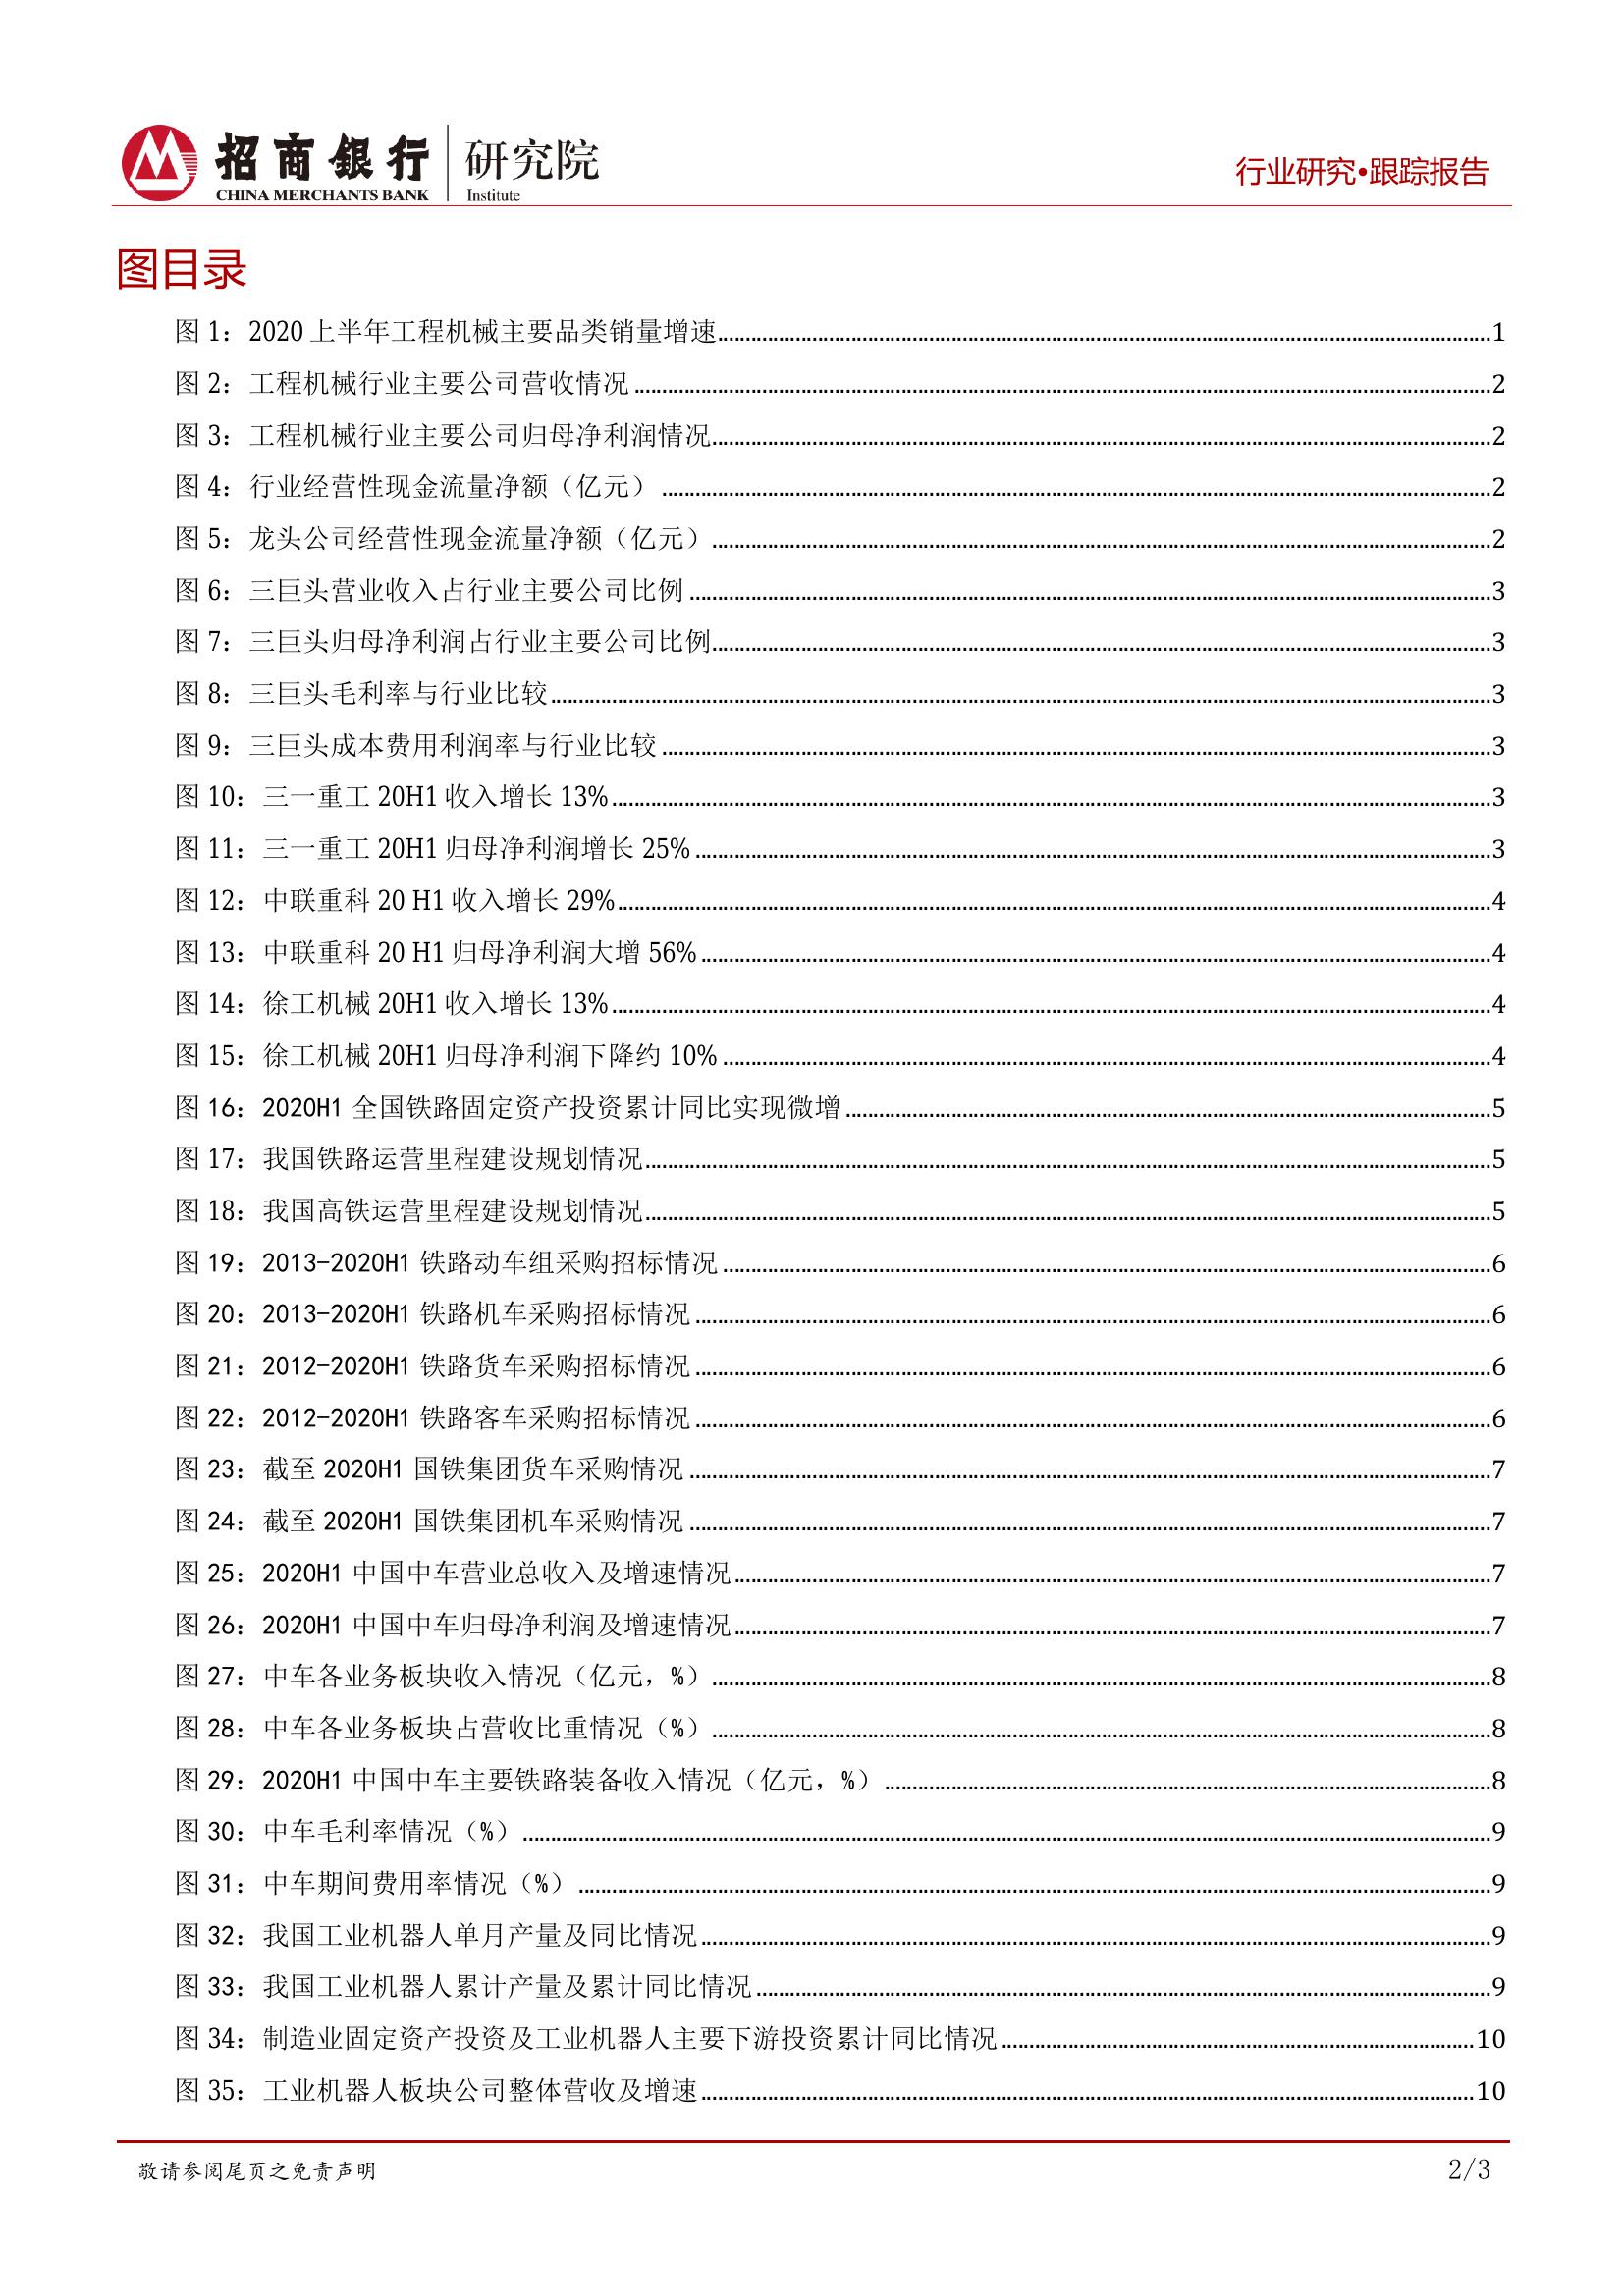 招商银行 研究院
CHINA MERCHANTS BANK Institute
行业研究•跟踪报告
图目录
图 1：2020 上半年工程机械主要品类销量增速 1
图 2：工程机械行业主要公司营收情况 2
图 3：工程机械行业主要公司归母净利润情况 2
图 4：行业经营性现金流量净额（亿元） 2
图 5：龙头公司经营性现金流量净额（亿元） 2
图 6：三巨头营业收入占行业主要公司比例 3
图 7：三巨头归母净利润占行业主要公司比例 3
图 8：三巨头毛利率与行业比较 3
图 9：三巨头成本费用利润率与行业比较 3
图 10：三一重工 20H1 收入增长 13% 3
图 11：三一重工 20H1 归母净利润增长 25% 3
图 12：中联重科 20 H1 收入增长 29% 4
图 13：中联重科 20 H1 归母净利润大增 56% 4
图 14：徐工机械 20H1 收入增长 13% 4
图 15：徐工机械 20H1 归母净利润下降约 10% 4
图 16：2020H1 全国铁路固定资产投资累计同比实现微增 5
图 17：我国铁路运营里程建设规划情况 5
图 18：我国高铁运营里程建设规划情况 5
图 19：2013-2020H1 铁路动车组采购招标情况 6
图 20：2013-2020H1 铁路机车采购招标情况 6
图 21：2012-2020H1 铁路货车采购招标情况 6
图 22：2012-2020H1 铁路客车采购招标情况 6
图 23：截至 2020H1 国铁集团货车采购情况 7
图 24：截至 2020H1 国铁集团机车采购情况 7
图 25：2020H1 中国中车营业总收入及增速情况 7
图 26：2020H1 中国中车归母净利润及增速情况 7
图 27：中车各业务板块收入情况（亿元，%） 8
图 28：中车各业务板块占营收比重情况（%） 8
图 29：2020H1 中国中车主要铁路装备收入情况（亿元，%） 8
图 30：中车毛利率情况（%） 9
图 31：中车期间费用率情况（%） 9
图 32：我国工业机器人单月产量及同比情况 9
图 33：我国工业机器人累计产量及累计同比情况 9
图 34：制造业固定资产投资及工业机器人主要下游投资累计同比情况 10
图 35：工业机器人板块公司整体营收及增速 10
敬请参阅尾页之免责声明
2/3